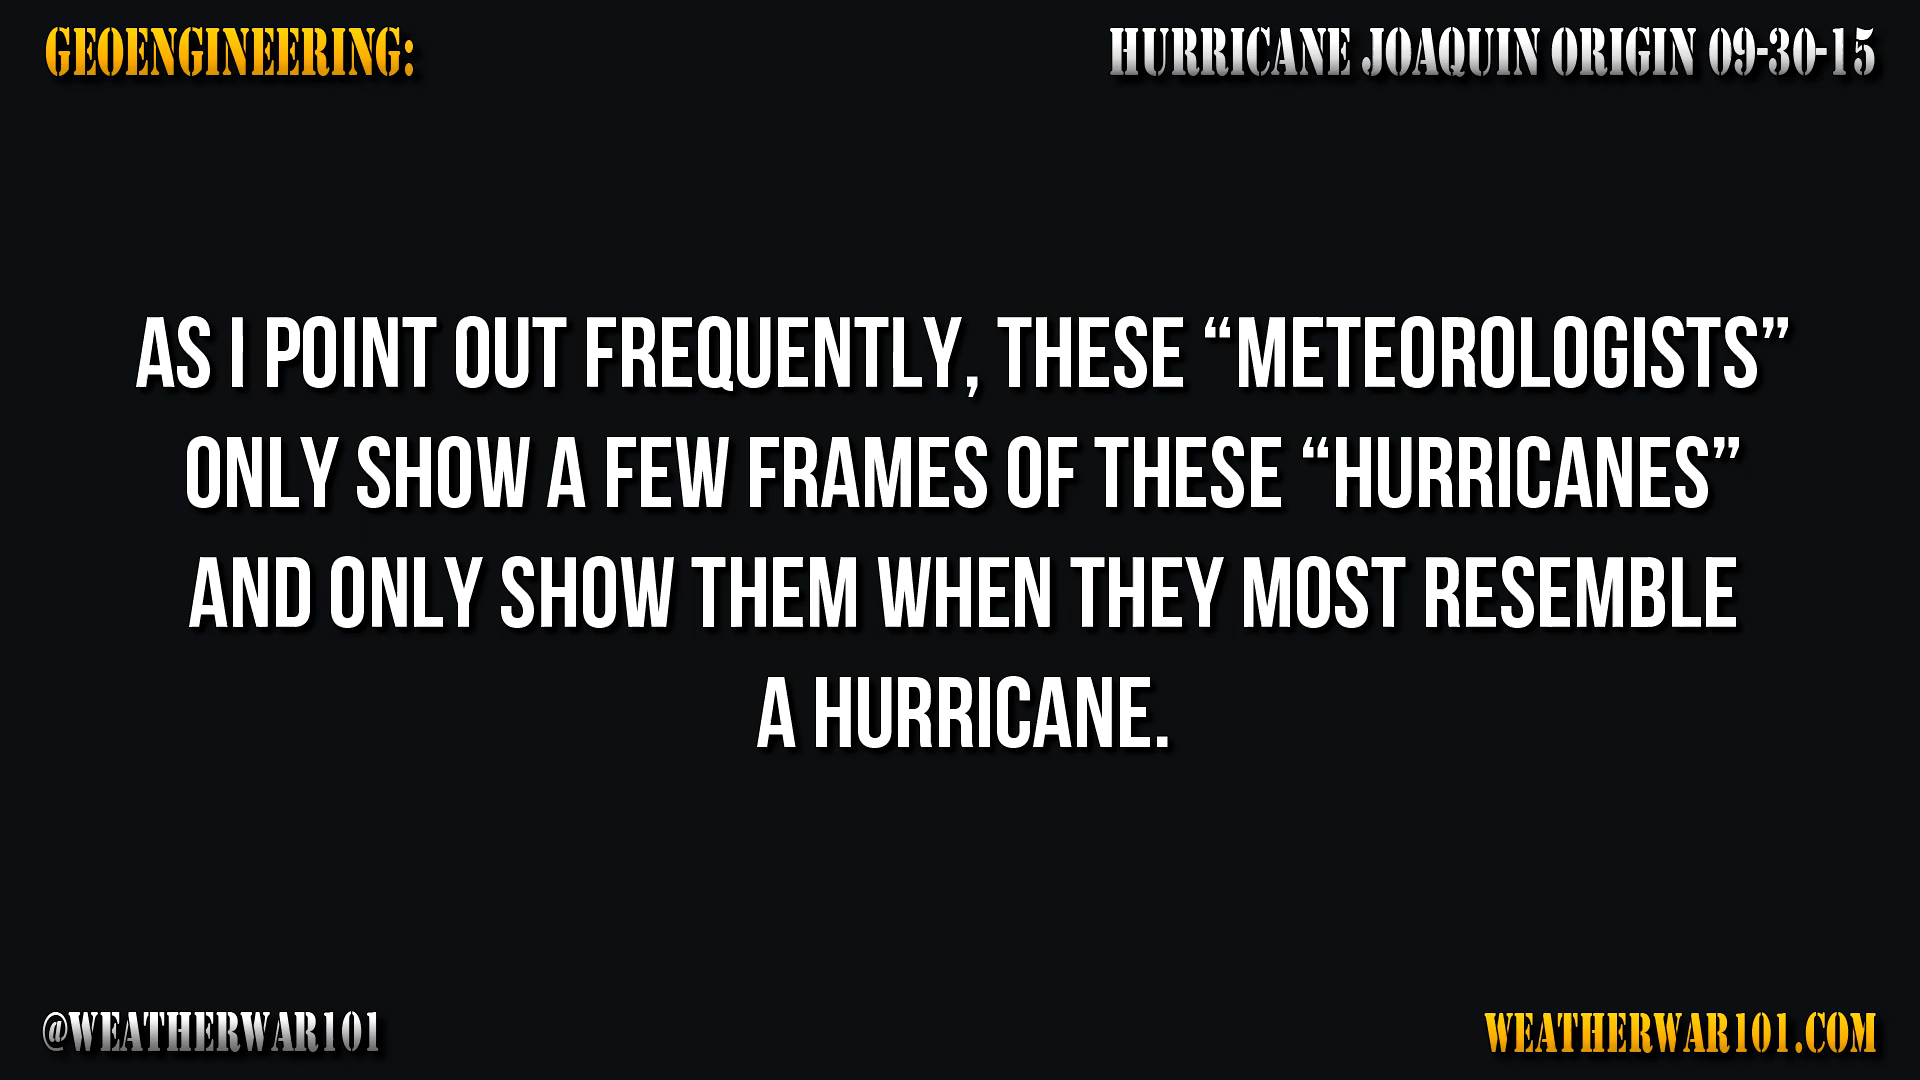 GEOENGINEERING:
HURRICANE JOAQUIN ORIGIN 09-30-15
AS I POINT OUT FREQUENTLY, THESE “METEOROLOGISTS”
ONLY SHOW A FEW FRAMES OF THESE “HURRICANES”
AND ONLY SHOW THEM WHEN THEY MOST RESEMBLE
A HURRICANE.
@WEATHERWAR101
WEATHERWAR101.COM